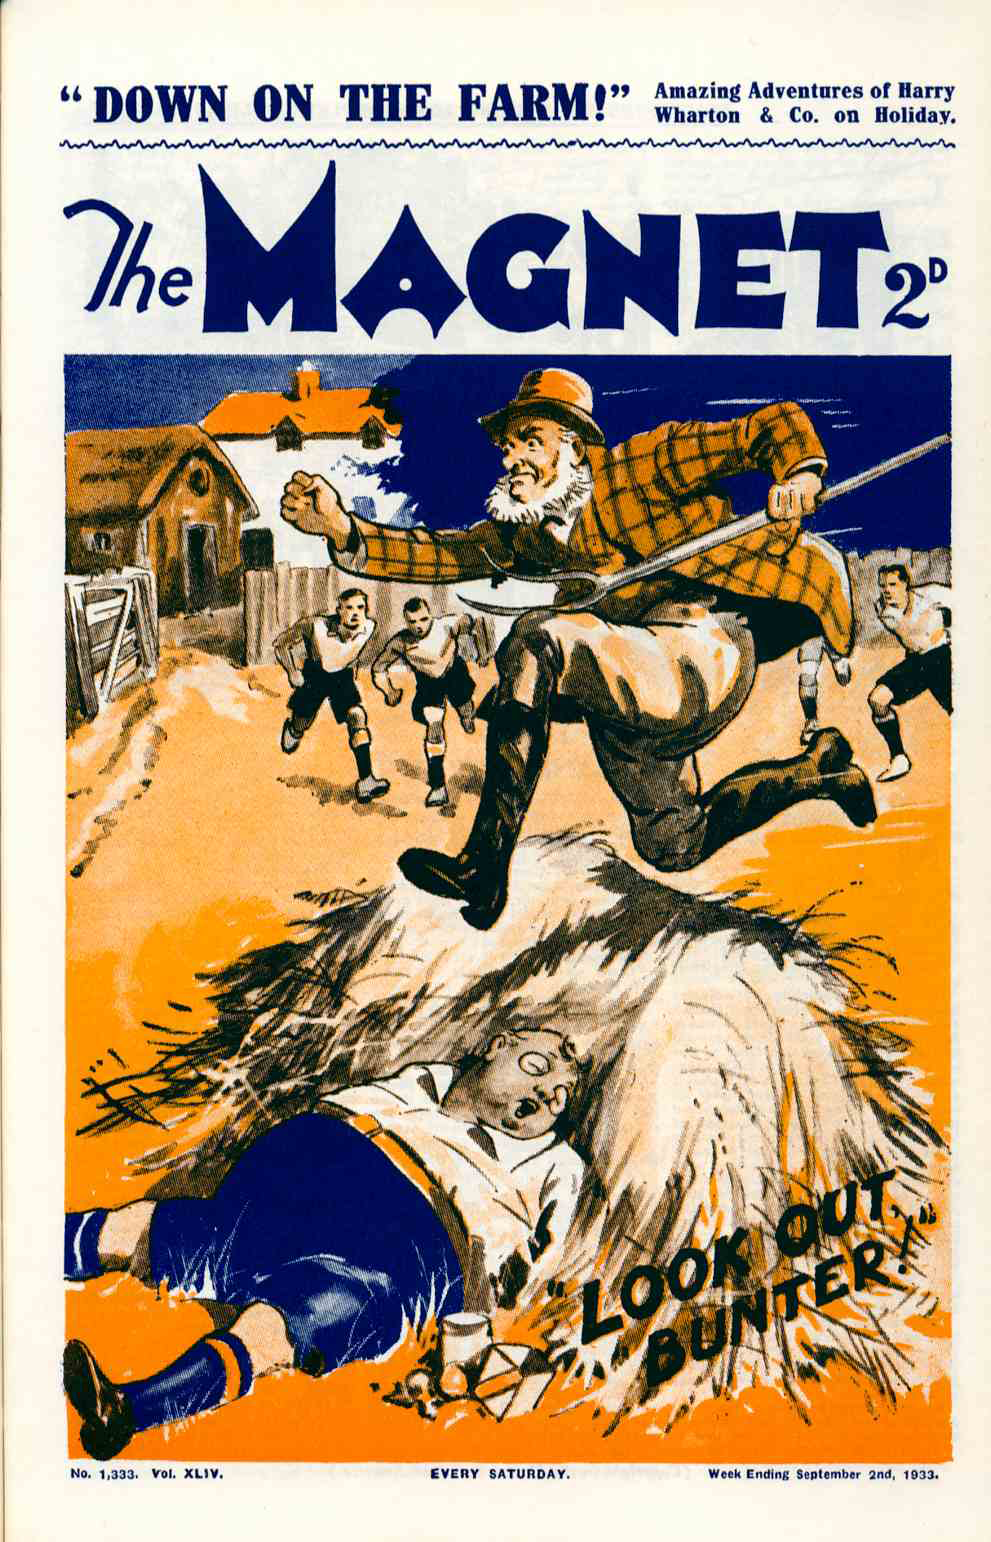 “DOWN ON THE FARM!”
Amazing Adventures of Harry
Wharton & Co. on Holiday.
The MAGNET 2D
"LOOK OUT,
BUNTER!"
No. 1,333. Vol. XLIV.
EVERY SATURDAY.
Week Ending September 2nd, 1933.